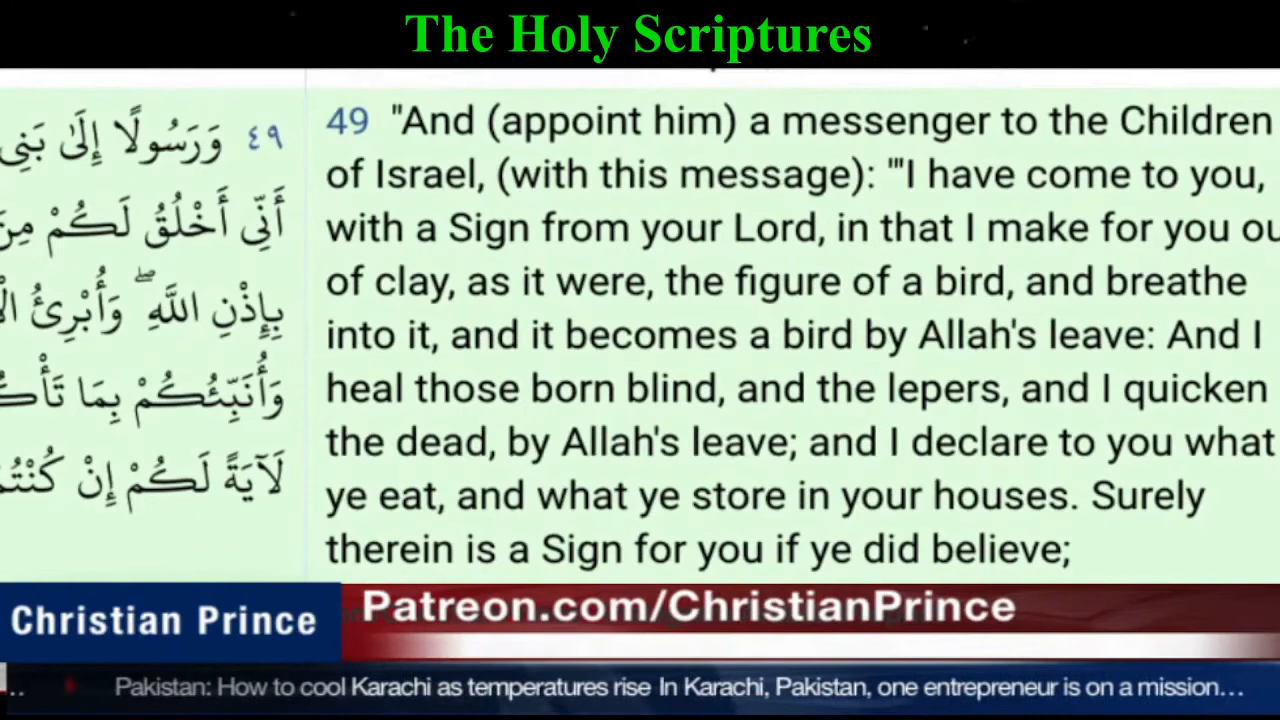 The Holy Scriptures
٤٩ وَرَسُولًا إِلَىٰ بَنِي
أَنِّي أَخْلُقُ لَكُمْ مِنَ
بِإِذْنِ اللَّهِ ۖ وَأُبْرِئُ
وَأُنَبِّئُكُمْ بِمَا
لَآيَةً لَكُمْ إِنْ
49 "And (appoint him) a messenger to the Children
of Israel, (with this message): "'I have come to you,
with a Sign from your Lord, in that I make for you ou
of clay, as it were, the figure of a bird, and breathe
into it, and it becomes a bird by Allah's leave: And I
heal those born blind, and the lepers, and I quicken
the dead, by Allah's leave; and I declare to you what
ye eat, and what ye store in your houses. Surely
therein is a Sign for you if ye did believe;
Christian Prince
Patreon.com/ChristianPrince
.. Pakistan: How to cool Karachi as temperatures rise In Karachi, Pakistan, one entrepreneur is on a mission...